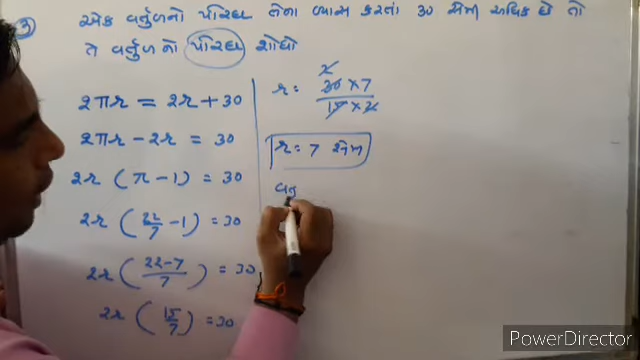 ③ એક વર્તુળનો પરિઘ તેના વ્યાસ કરતાં 30 સેમી અધિક છે તો
તે વર્તુળનો પરિઘ શોધો
2πr = 2r + 30
2πr - 2r = 30
2r (π - 1) = 30
2r (22/7 - 1) = 30
2r (22-7/7) = 30
2r (15/7) = 30
r = 30 × 7 / 15 × 2
r = 7 સેમી
વર્તુ
PowerDirector